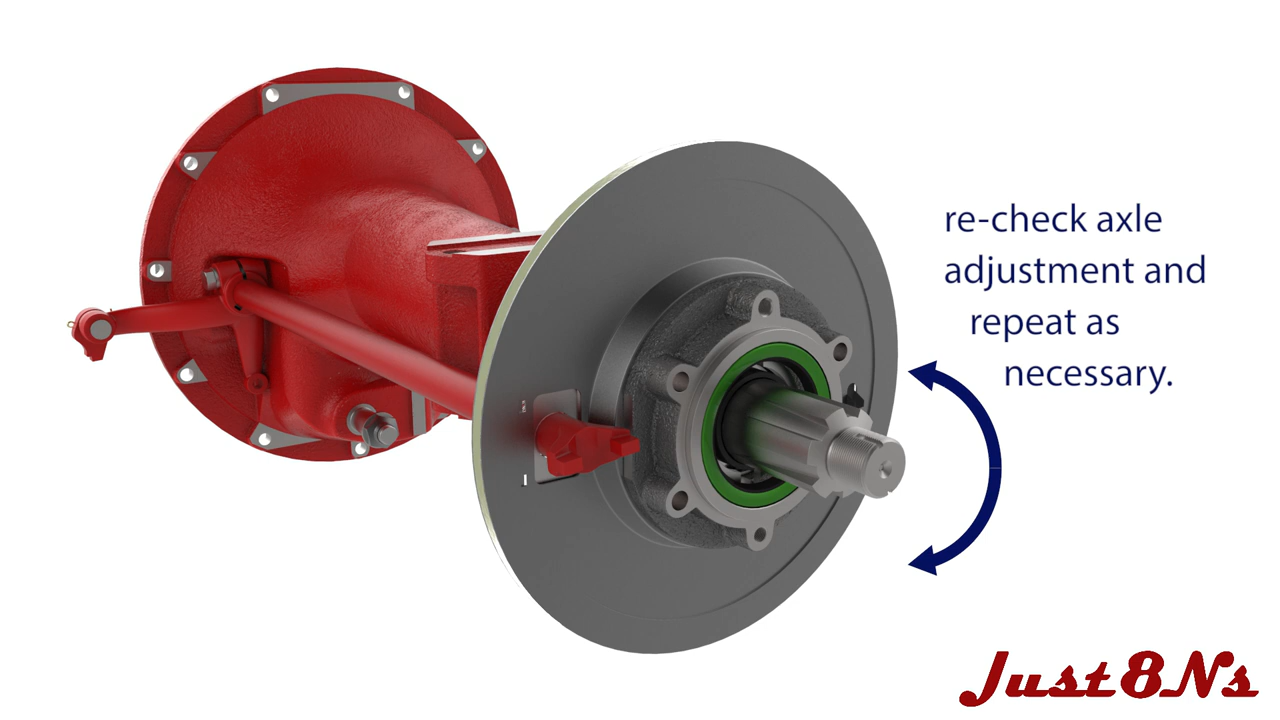 re-check axle
adjustment and
repeat as
necessary.
Just8Ns